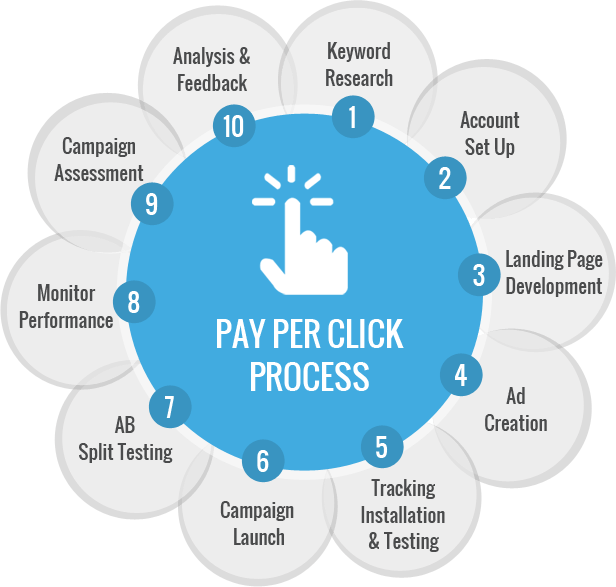 PAY PER CLICK
PROCESS
1
Keyword
Research
2
Account
Set Up
3
Landing Page
Development
4
Ad
Creation
5
Tracking
Installation
& Testing
6
Campaign
Launch
7
AB
Split Testing
8
Monitor
Performance
9
Campaign
Assessment
10
Analysis &
Feedback